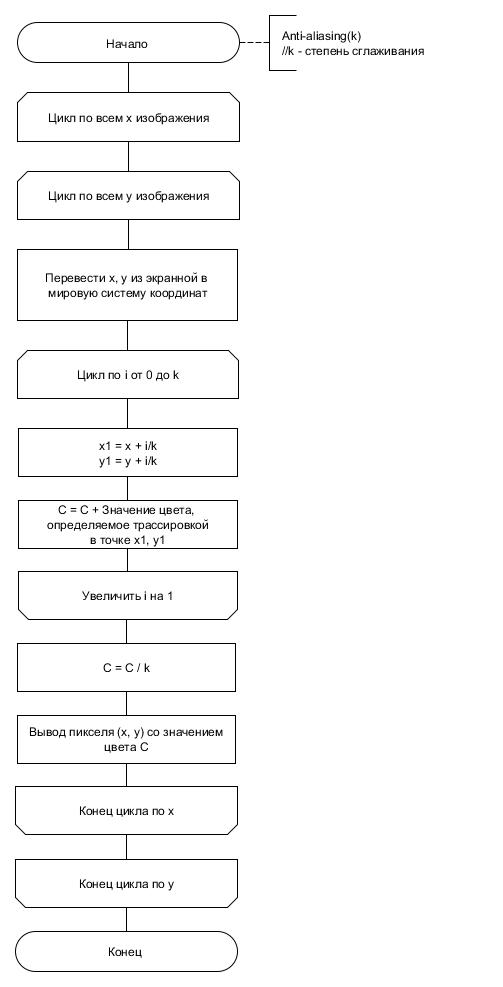 Начало
Anti-aliasing(k)
//k - степень сглаживания
Цикл по всем x изображения
Цикл по всем y изображения
Перевести x, y из экранной в
мировую систему координат
Цикл по i от 0 до k
x1 = x + i/k
y1 = y + i/k
C = C + Значение цвета,
определяемое трассировкой
в точке x1, y1
Увеличить i на 1
C = C / k
Вывод пикселя (x, y) со значением
цвета C
Конец цикла по x
Конец цикла по y
Конец